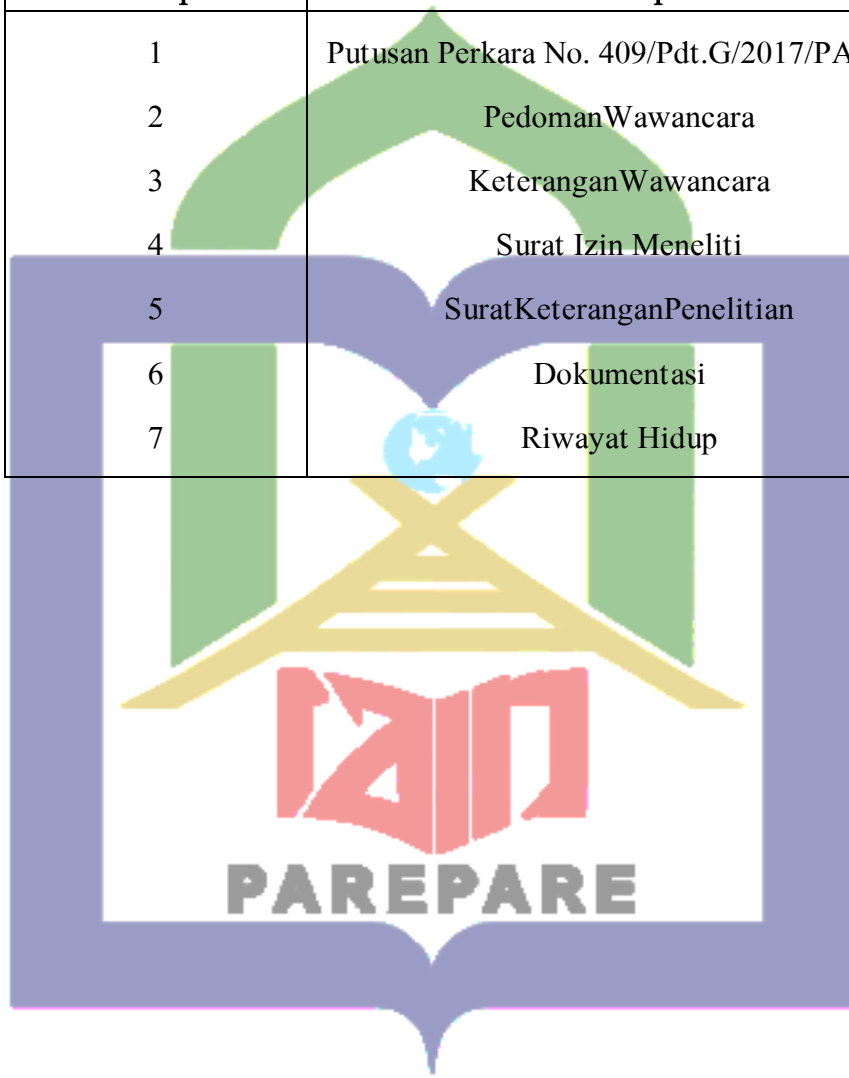 1 Putusan Perkara No. 409/Pdt.G/2017/PA
2 PedomanWawancara
3 KeteranganWawancara
4 Surat Izin Meneliti
5 SuratKeteranganPenelitian
6 Dokumentasi
7 Riwayat Hidup
iain
PAREPARE